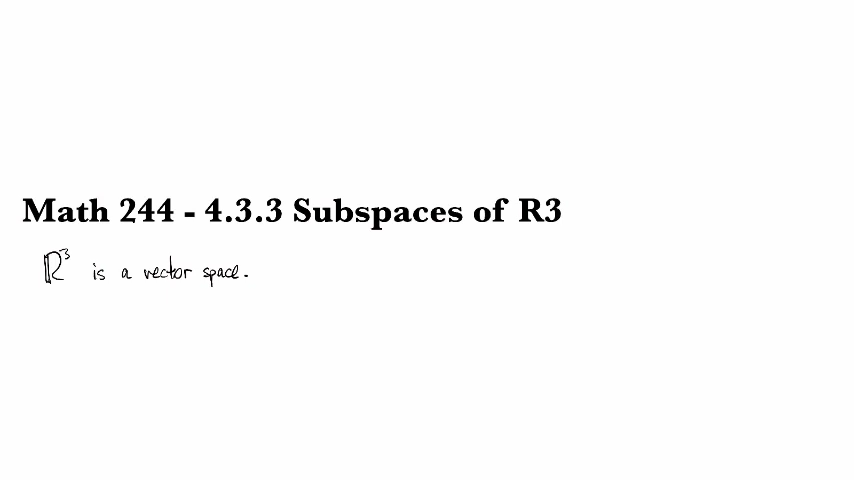 Math 244 - 4.3.3 Subspaces of R3
ℝ³ is a vector space.